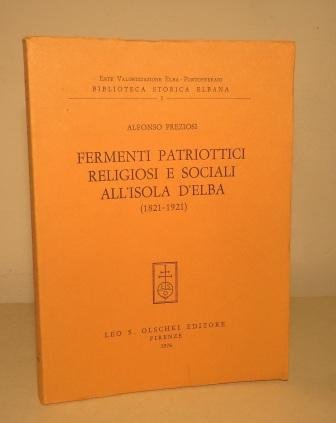 Ente Valorizzazione Elba - Portoferraio
BIBLIOTECA STORICA ELBANA
ALFONSO PREZIOSI
FERMENTI PATRIOTTICI
RELIGIOSI E SOCIALI
ALL'ISOLA D'ELBA
(1821-1921)
LEO S. OLSCHKI EDITORE
FIRENZE
1976